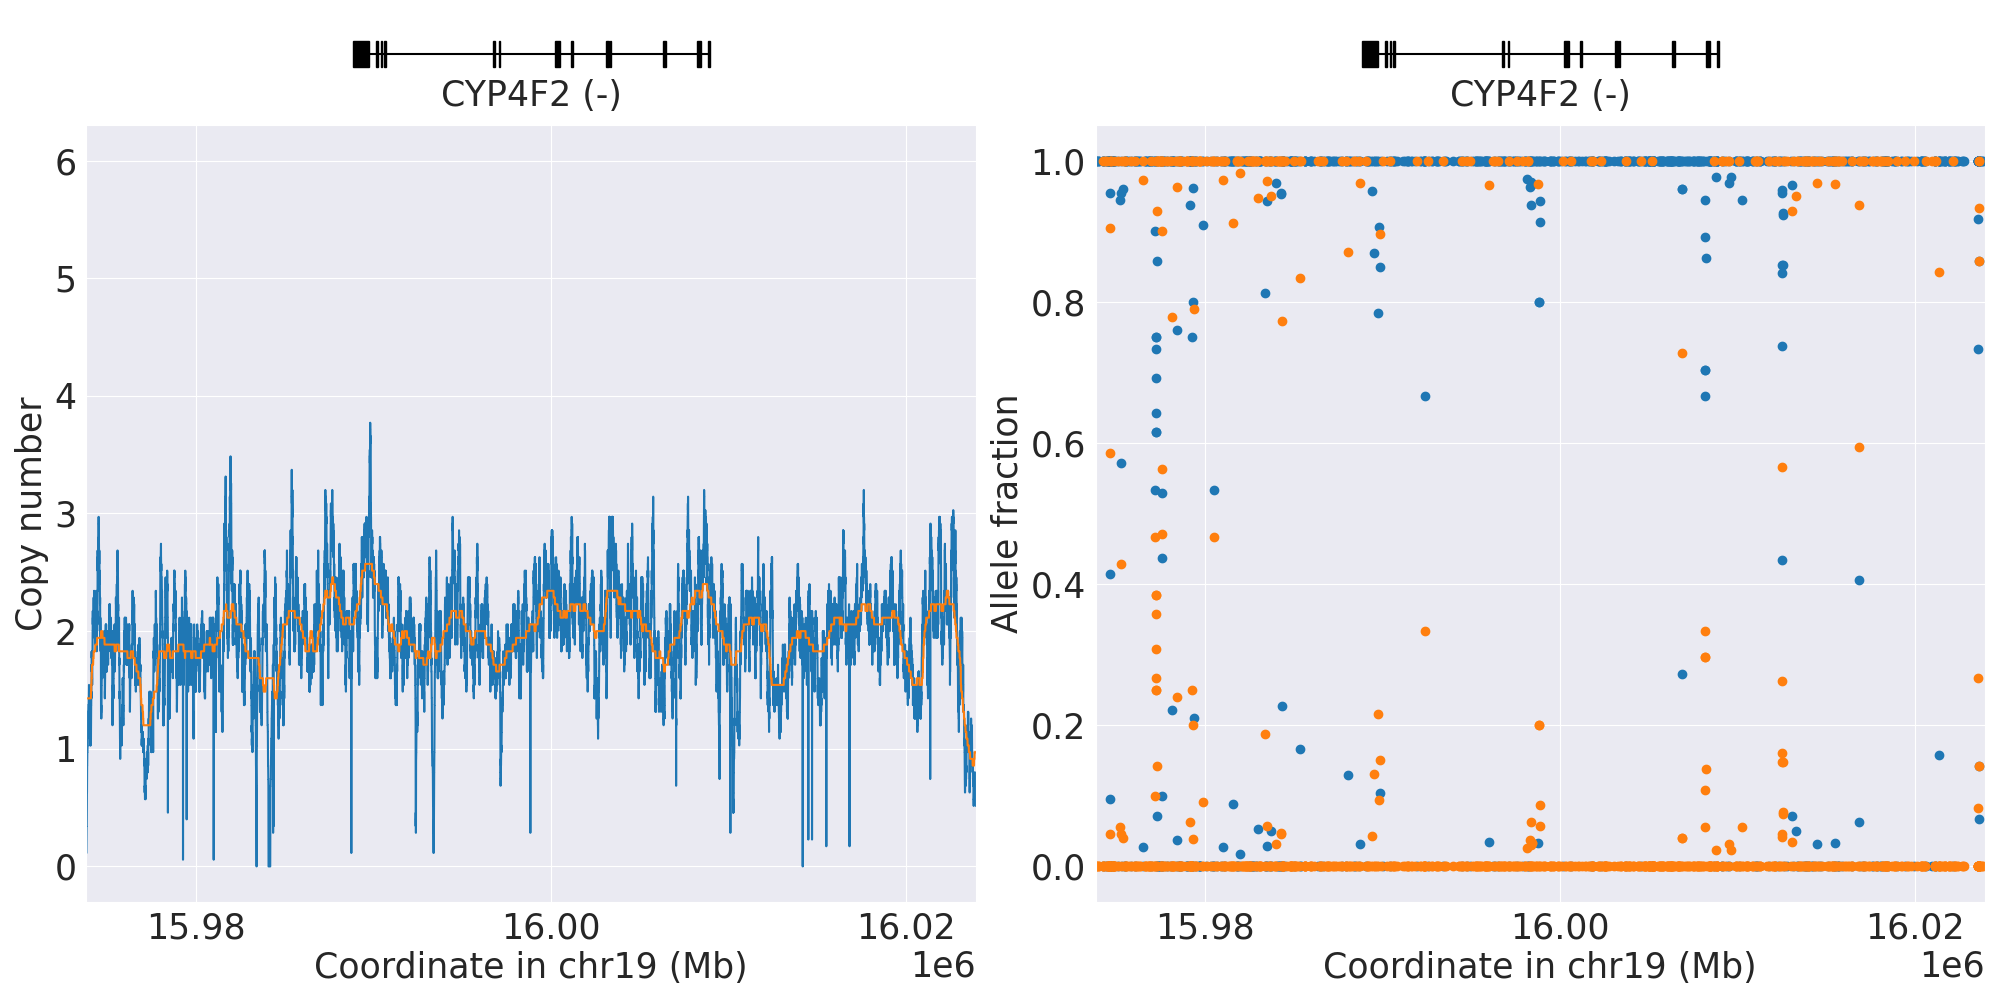 CYP4F2 (-)
Copy number
6
5
4
3
2
1
0
15.98
16.00
16.02
Coordinate in chr19 (Mb)
1e6
CYP4F2 (-)
Allele fraction
1.0
0.8
0.6
0.4
0.2
0.0
15.98
16.00
16.02
Coordinate in chr19 (Mb)
1e6